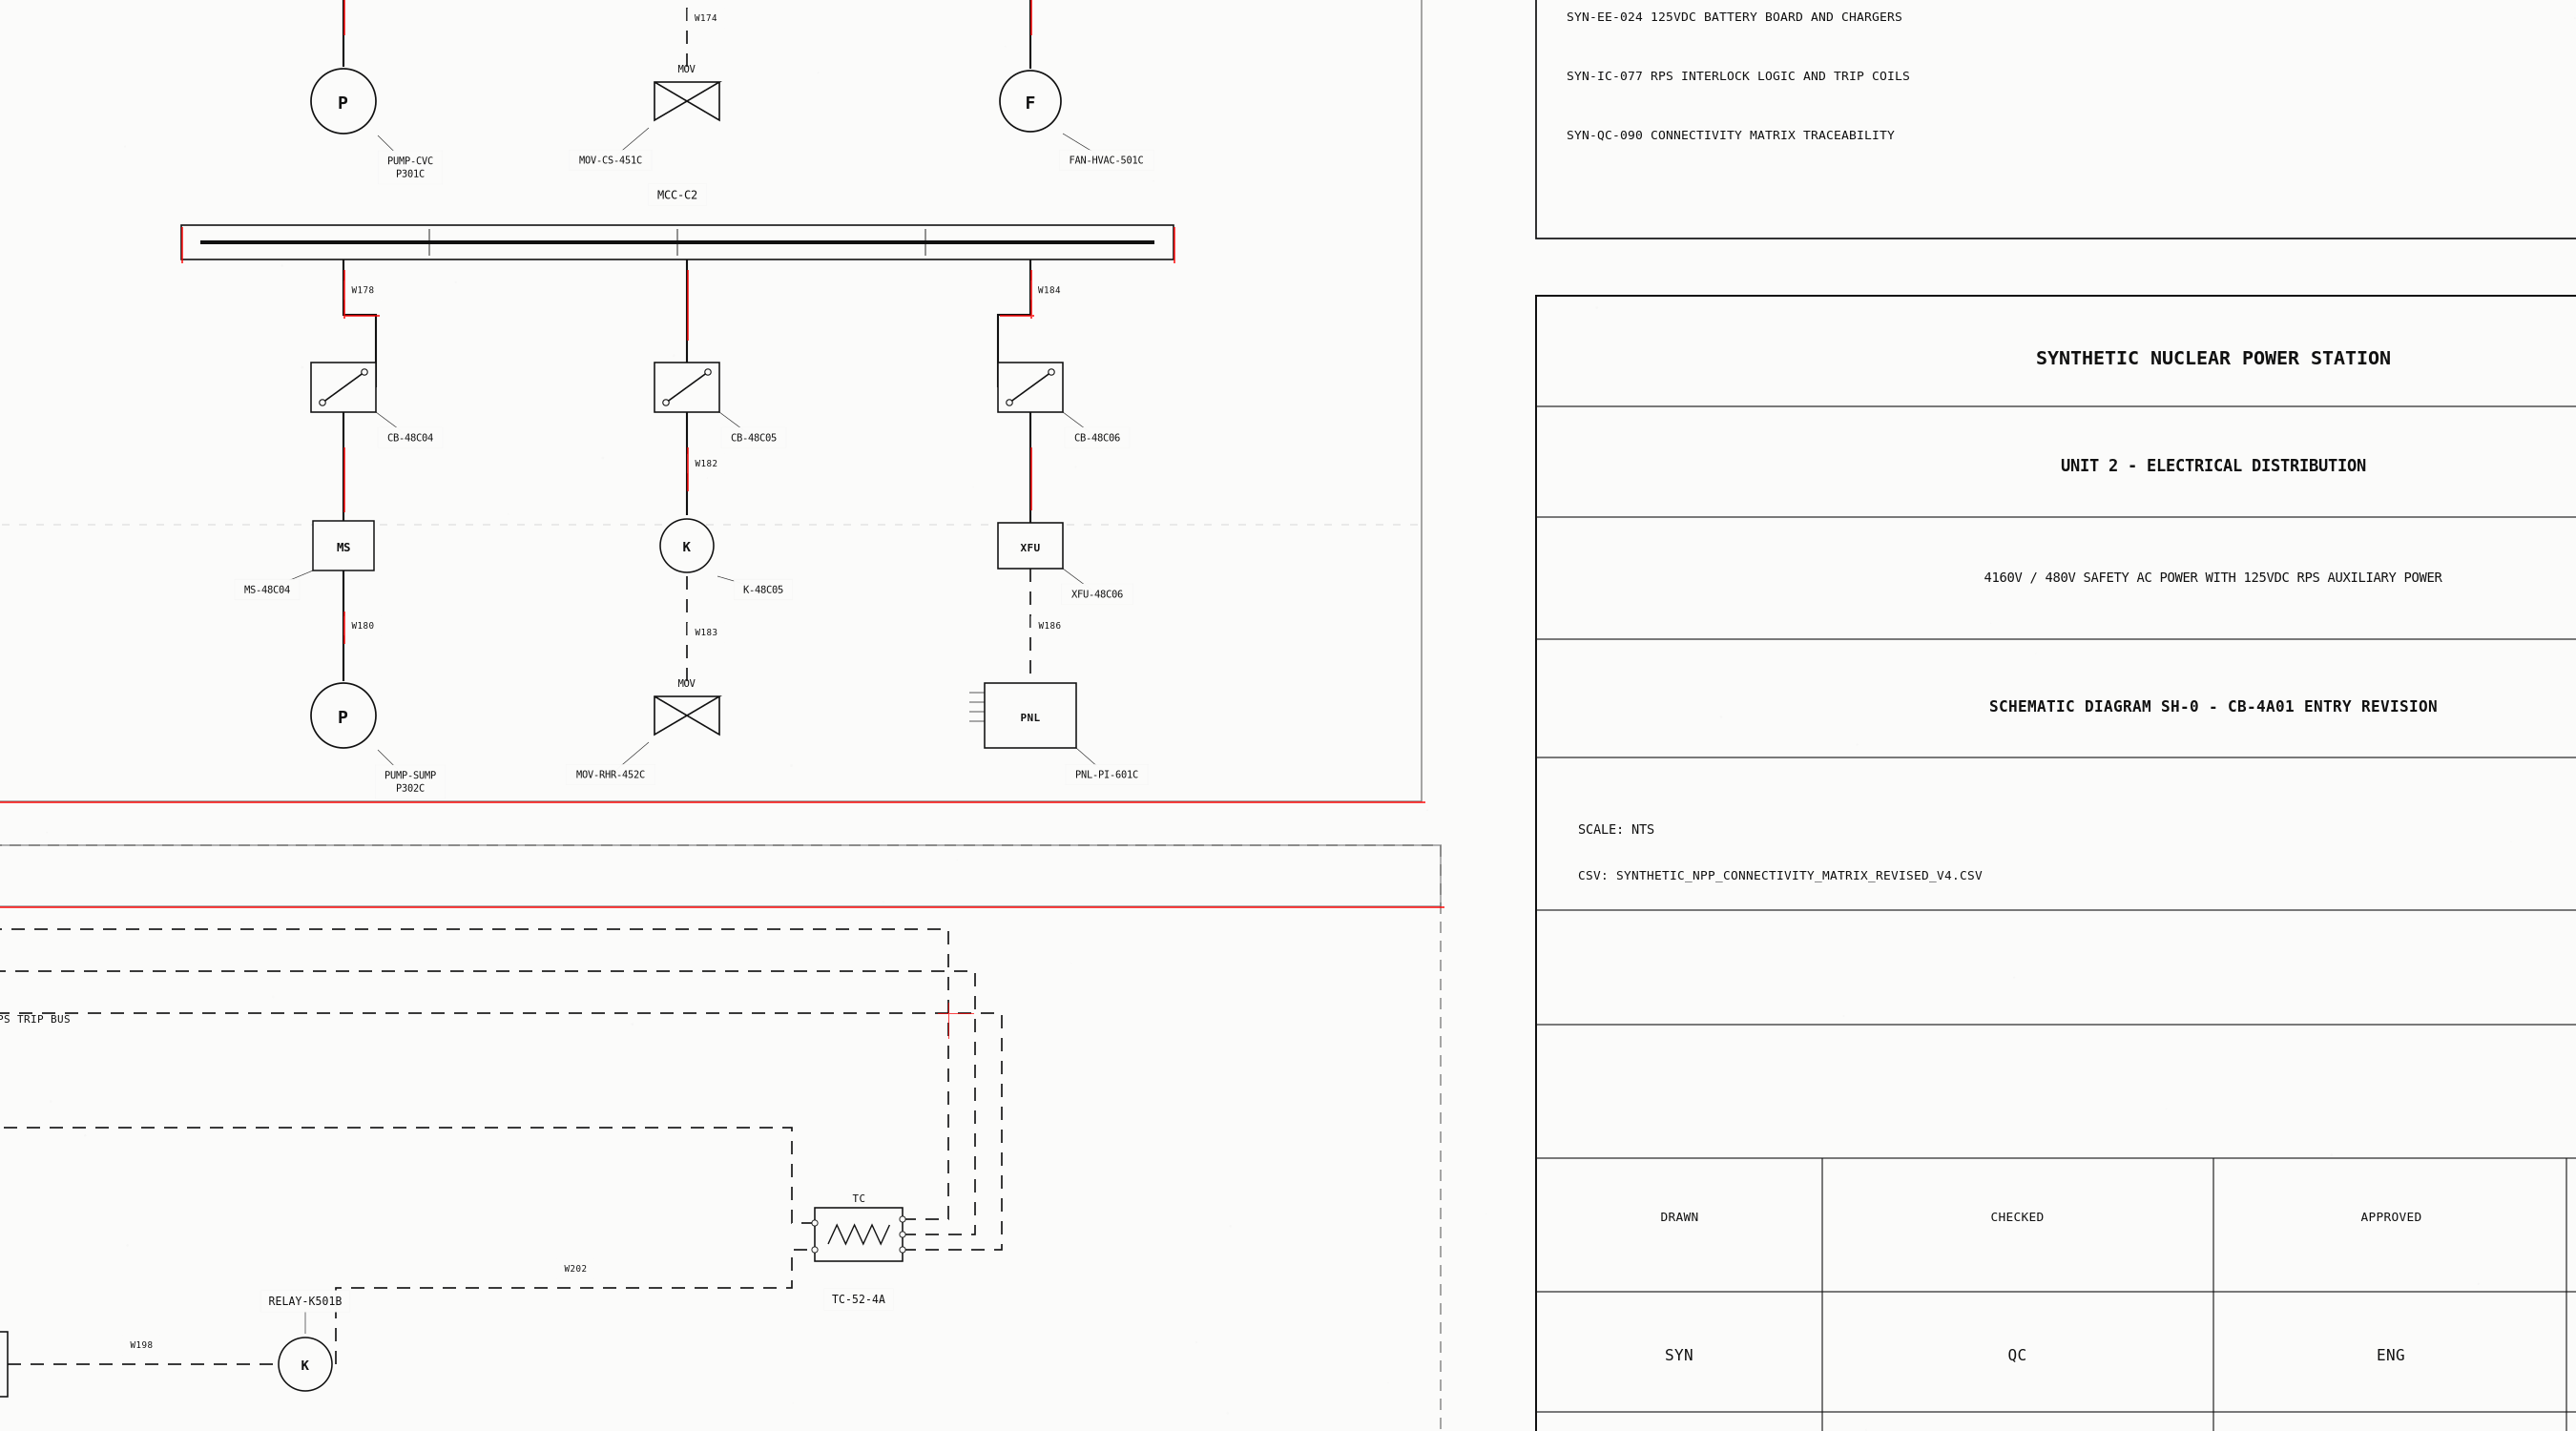 W174
MOV
P
F
PUMP-CVC
P301C
MOV-CS-451C
FAN-HVAC-501C
MCC-C2
W178
W184
CB-48C04
CB-48C05
CB-48C06
W182
MS
K
XFU
MS-48C04
K-48C05
XFU-48C06
W180
W183
W186
MOV
P
PNL
PUMP-SUMP
P302C
MOV-RHR-452C
PNL-PI-601C
PS TRIP BUS
TC
TC-52-4A
W202
RELAY-K501B
W198
K
SYN-EE-024 125VDC BATTERY BOARD AND CHARGERS
SYN-IC-077 RPS INTERLOCK LOGIC AND TRIP COILS
SYN-QC-090 CONNECTIVITY MATRIX TRACEABILITY
SYNTHETIC NUCLEAR POWER STATION
UNIT 2 - ELECTRICAL DISTRIBUTION
4160V / 480V SAFETY AC POWER WITH 125VDC RPS AUXILIARY POWER
SCHEMATIC DIAGRAM SH-0 - CB-4A01 ENTRY REVISION
SCALE: NTS
CSV: SYNTHETIC_NPP_CONNECTIVITY_MATRIX_REVISED_V4.CSV
DRAWN
CHECKED
APPROVED
SYN
QC
ENG